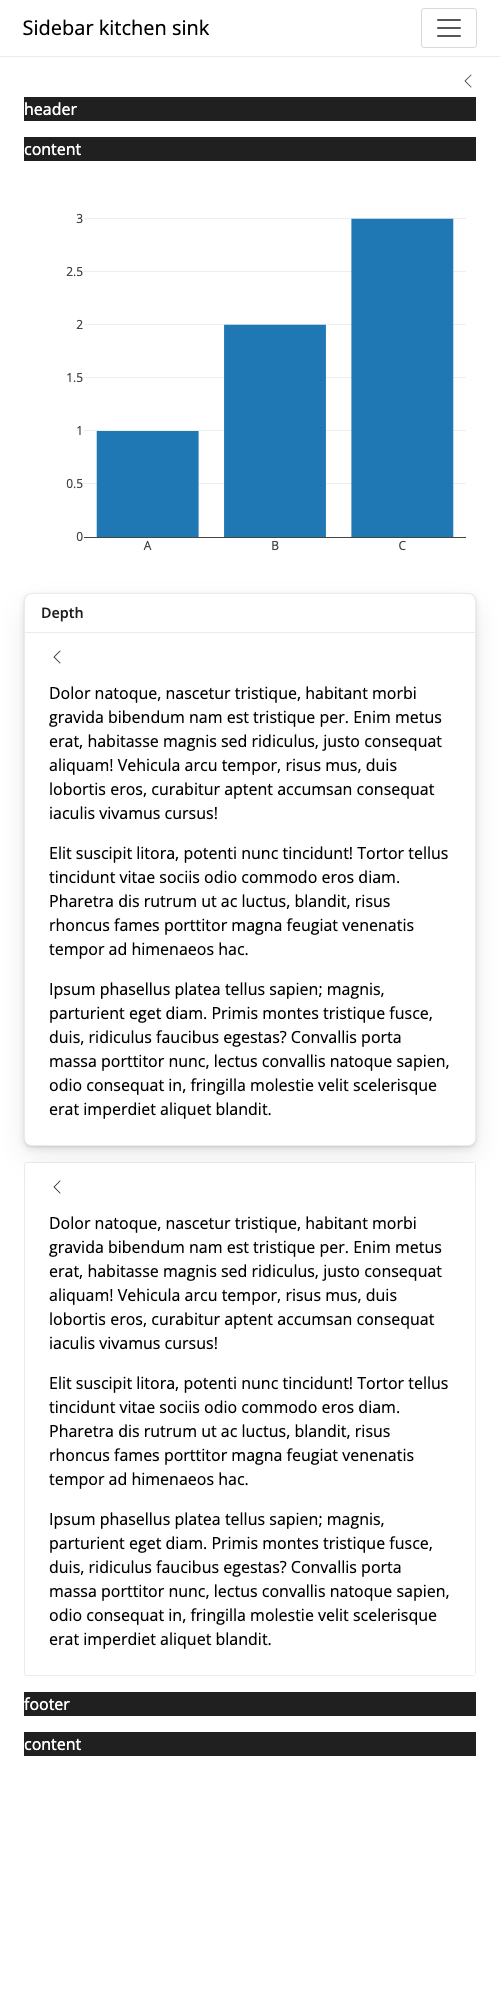 Sidebar kitchen sink
header
content
3
2.5
2
1.5
1
0.5
0
A B C
Depth
Dolor natoque, nascetur tristique, habitant morbi
gravida bibendum nam est tristique per. Enim metus
erat, habitasse magnis sed ridiculus, justo consequat
aliquam! Vehicula arcu tempor, risus mus, duis
lobortis eros, curabitur aptent accumsan consequat
iaculis vivamus cursus!
Elit suscipit litora, potenti nunc tincidunt! Tortor tellus
tincidunt vitae sociis odio commodo eros diam.
Pharetra dis rutrum ut ac luctus, blandit, risus
rhoncus fames porttitor magna feugiat venenatis
tempor ad himenaeos hac.
Ipsum phasellus platea tellus sapien; magnis,
parturient eget diam. Primis montes tristique fusce,
duis, ridiculus faucibus egestas? Convallis porta
massa porttitor nunc, lectus convallis natoque sapien,
odio consequat in, fringilla molestie velit scelerisque
erat imperdiet aliquet blandit.
Dolor natoque, nascetur tristique, habitant morbi
gravida bibendum nam est tristique per. Enim metus
erat, habitasse magnis sed ridiculus, justo consequat
aliquam! Vehicula arcu tempor, risus mus, duis
lobortis eros, curabitur aptent accumsan consequat
iaculis vivamus cursus!
Elit suscipit litora, potenti nunc tincidunt! Tortor tellus
tincidunt vitae sociis odio commodo eros diam.
Pharetra dis rutrum ut ac luctus, blandit, risus
rhoncus fames porttitor magna feugiat venenatis
tempor ad himenaeos hac.
Ipsum phasellus platea tellus sapien; magnis,
parturient eget diam. Primis montes tristique fusce,
duis, ridiculus faucibus egestas? Convallis porta
massa porttitor nunc, lectus convallis natoque sapien,
odio consequat in, fringilla molestie velit scelerisque
erat imperdiet aliquet blandit.
footer
content